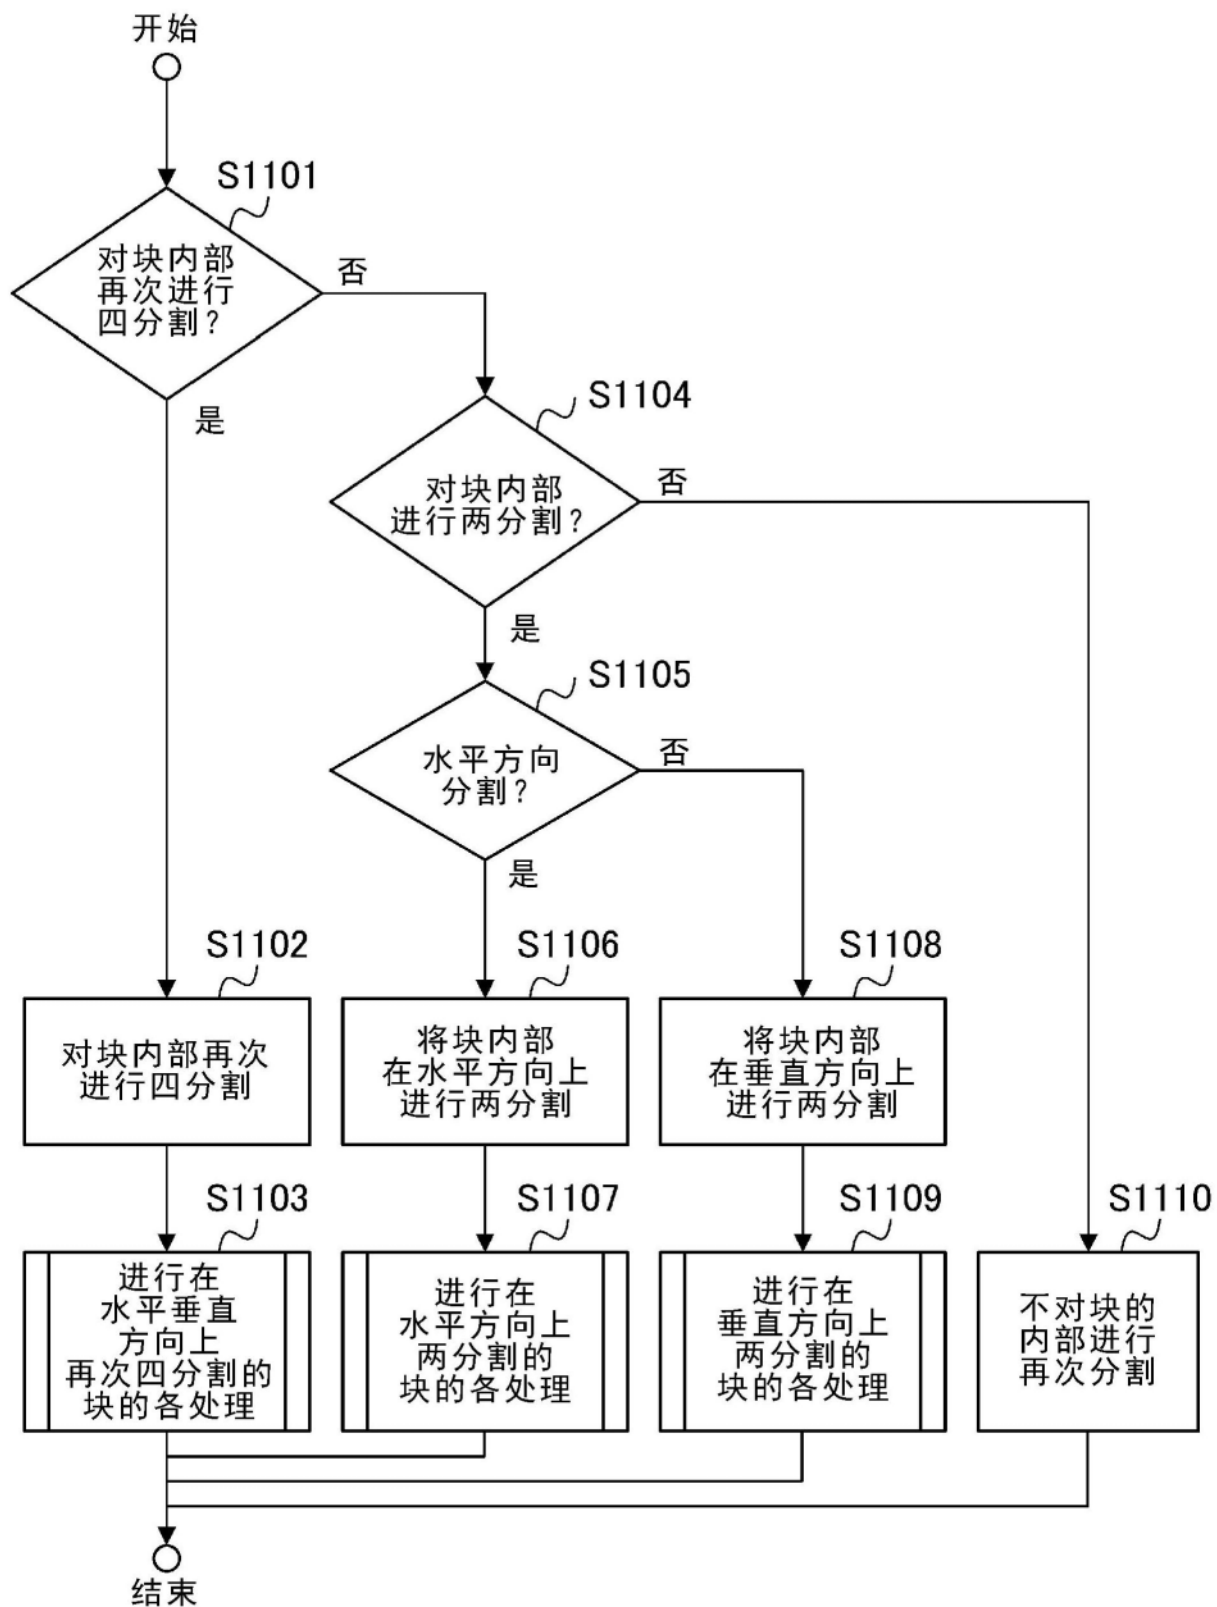 开始
S1101
对块内部
再次进行
四分割？
否
是
S1104
对块内部
进行两分割？
否
是
S1105
水平方向
分割？
否
是
S1102
对块内部再次
进行四分割
S1106
将块内部
在水平方向上
进行两分割
S1108
将块内部
在垂直方向上
进行两分割
S1103
进行在
水平垂直
方向上
再次四分割的
块的各处理
S1107
进行在
水平方向上
两分割的
块的各处理
S1109
进行在
垂直方向上
两分割的
块的各处理
S1110
不对块的
内部进行
再次分割
结束